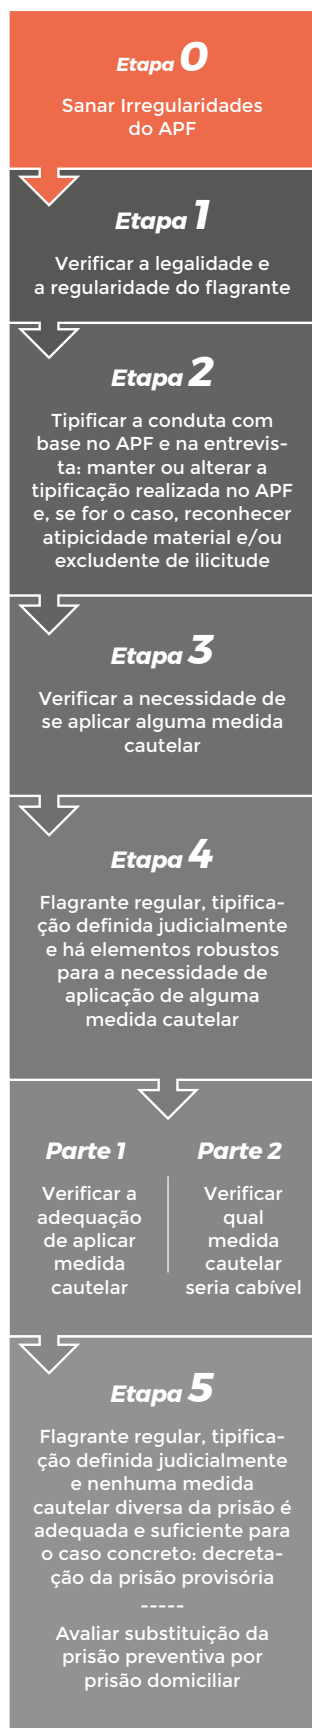 Etapa 0
Sanar Irregularidades
do APF
Etapa 1
Verificar a legalidade e
a regularidade do flagrante
Etapa 2
Tipificar a conduta com
base no APF e na entrevis-
ta: manter ou alterar a
tipificação realizada no APF
e, se for o caso, reconhecer
atipicidade material e/ou
excludente de ilicitude
Etapa 3
Verificar a necessidade de
se aplicar alguma medida
cautelar
Etapa 4
Flagrante regular, tipifica-
ção definida judicialmente
e há elementos robustos
para a necessidade de
aplicação de alguma
medida cautelar
Parte 1
Verificar a
adequação
de aplicar
medida
cautelar
Parte 2
Verificar
qual
medida
cautelar
seria cabível
Etapa 5
Flagrante regular, tipifica-
ção definida judicialmente
e nenhuma medida
cautelar diversa da prisão é
adequada e suficiente para
o caso concreto: decreta-
ção da prisão provisória
-----
Avaliar substituição da
prisão preventiva por
prisão domiciliar